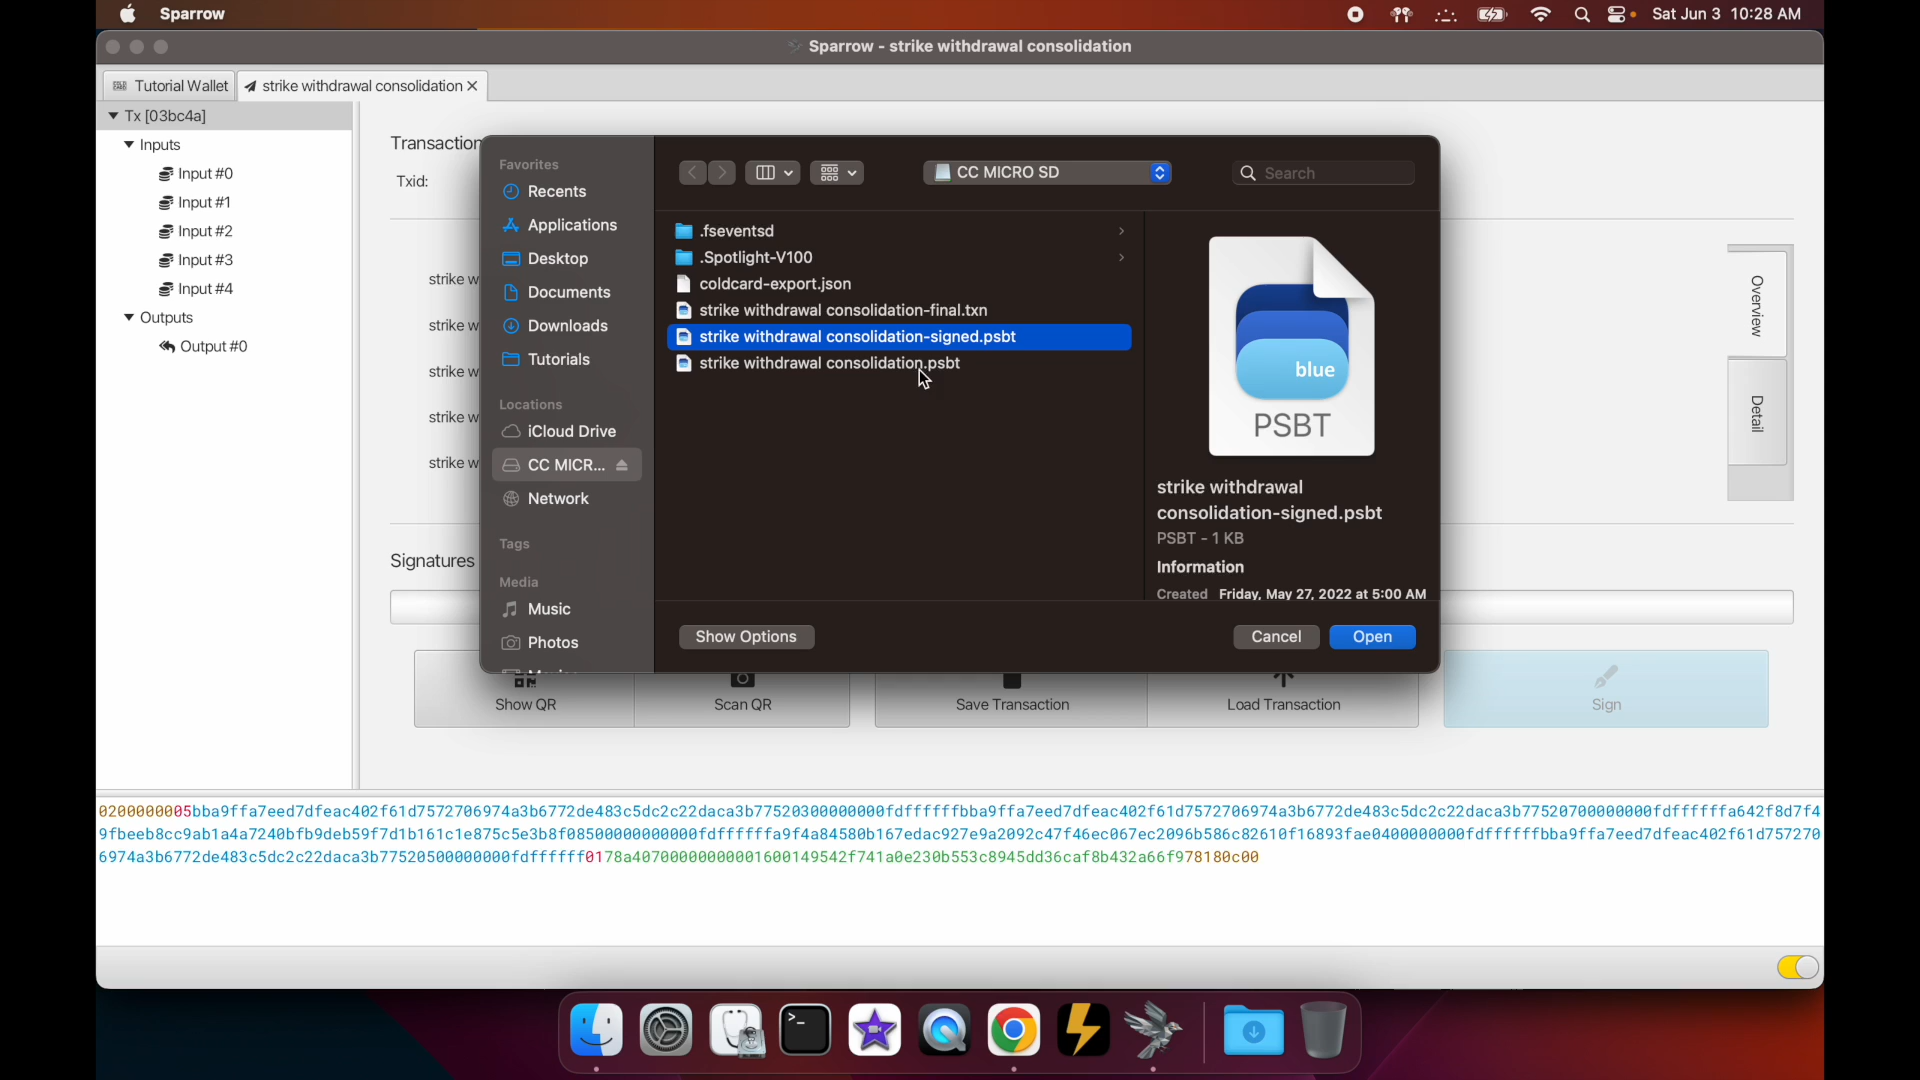 Sparrow
Sat Jun 3 10:28 AM
Sparrow - strike withdrawal consolidation
Tutorial Wallet
strike withdrawal consolidation
Tx [03bc4a]
Inputs
Input #0
Input #1
Input #2
Input #3
Input #4
Outputs
Output #0
Transaction
Txid:
strike w
strike w
strike w
strike w
strike w
Signatures
Favorites
Recents
Applications
Desktop
Documents
Downloads
Tutorials
Locations
iCloud Drive
CC MICR...
Network
Tags
Media
Music
Photos
CC MICRO SD
Search
.fseventsd
.Spotlight-V100
coldcard-export.json
strike withdrawal consolidation-final.txn
strike withdrawal consolidation-signed.psbt
strike withdrawal consolidation.psbt
blue
PSBT
strike withdrawal
consolidation-signed.psbt
PSBT - 1 KB
Information
Created Friday, May 27, 2022 at 5:00 AM
Show Options
Cancel
Open
Overview
Detail
Show QR
Scan QR
Save Transaction
Load Transaction
Sign
0200000005bba9ffa7eed7dfeac402f61d7572706974a3b6772de483c5dc2c22daca3b77520300000000fdffffffbba9ffa7eed7dfeac402f61d7572706974a3b6772de483c5dc2c22daca3b77520700000000fdffffffa642f8d7f4
9fbeeb8cc9ab1a4a7240bfb9deb59f7d1b161c1e875c5e3b8f08500000000000fdffffffa9f4a84580b167edac927e9a2092c47f46ec067ec2096b586c82610f16893fae0400000000fdffffffbba9ffa7eed7dfeac402f61d757270
6974a3b6772de483c5dc2c22daca3b77520500000000fdffffff0178a40700000000001600149542f741a0e230b553c8945dd36caf8b432a66f978180c00